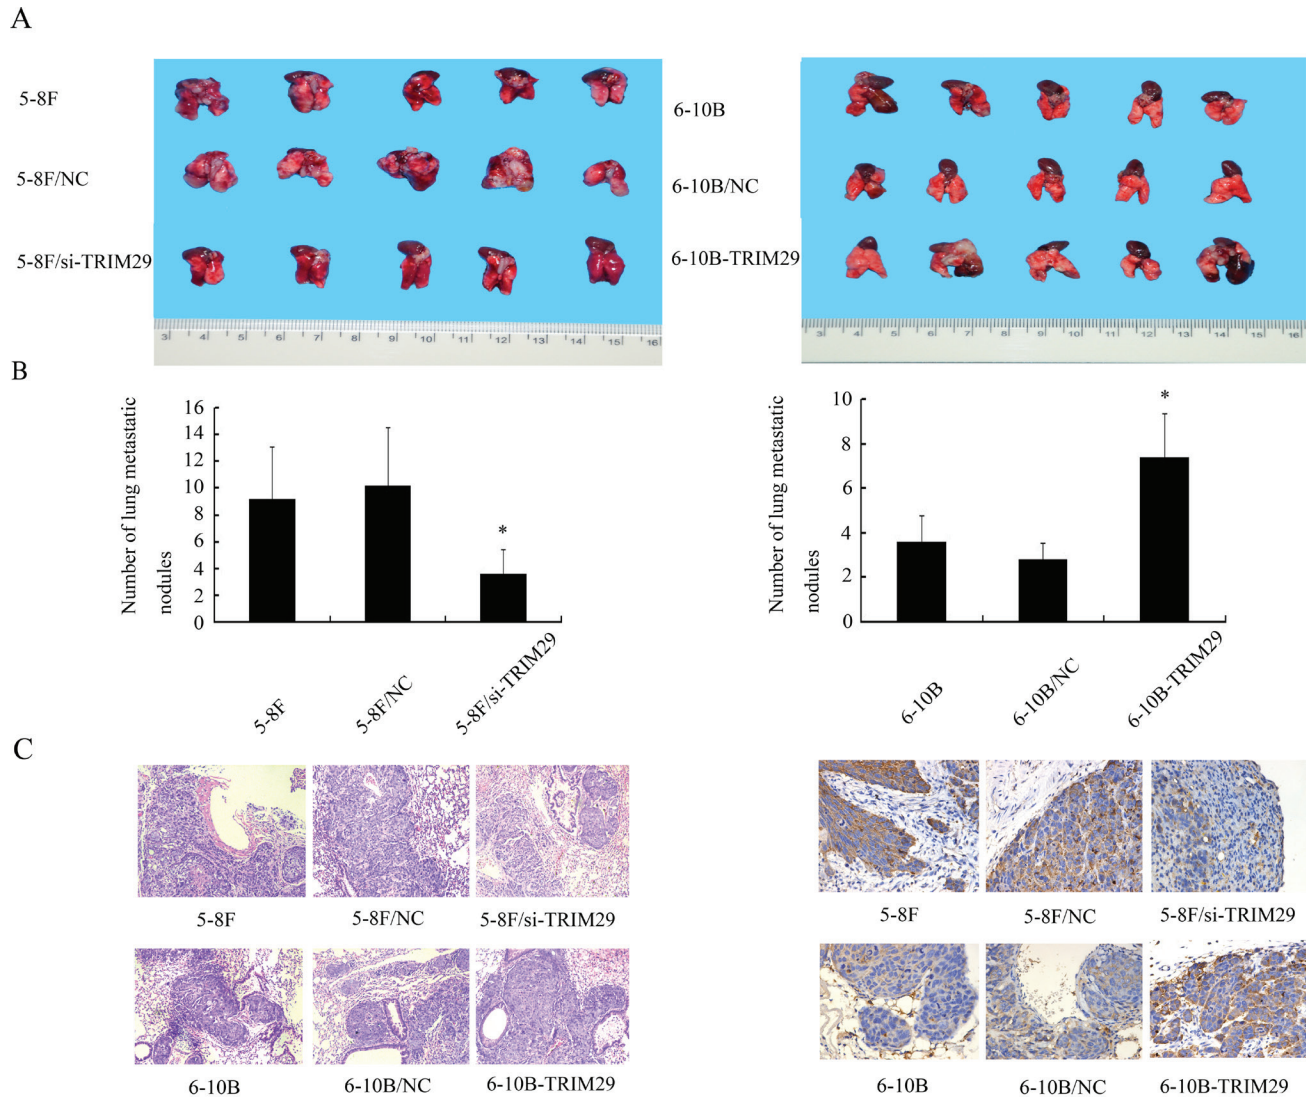 A
5-8F
5-8F/NC
5-8F/si-TRIM29
3 4 5 6 7 8 9 10 11 12 13 14 15 16
6-10B
6-10B/NC
6-10B-TRIM29
3 4 5 6 7 8 9 10 11 12 13 14 15 16
B
Number of lung metastatic
nodules
16
14
12
10
8
6
4
2
0
*
5-8F
5-8F/NC
5-8F/si-TRIM29
Number of lung metastatic
nodules
10
8
6
4
2
0
*
6-10B
6-10B/NC
6-10B-TRIM29
C
5-8F 5-8F/NC 5-8F/si-TRIM29
6-10B 6-10B/NC 6-10B-TRIM29
5-8F 5-8F/NC 5-8F/si-TRIM29
6-10B 6-10B/NC 6-10B-TRIM29